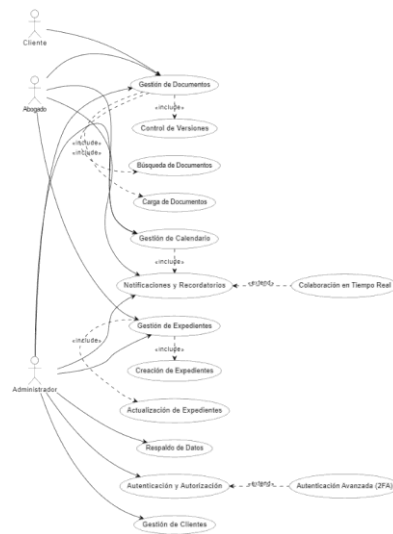 Cliente
Abogado
Gestión de Documentos
«include»
Control de Versiones
«include»
«include»
Búsqueda de Documentos
Carga de Documentos
Gestión de Calendario
«include»
Notificaciones y Recordatorios
«extend»
Colaboración en Tiempo Real
Gestión de Expedientes
«include»
«include»
Creación de Expedientes
Administrador
Actualización de Expedientes
Respaldo de Datos
Autenticación y Autorización
«extend»
Autenticación Avanzada (2FA)
Gestión de Clientes